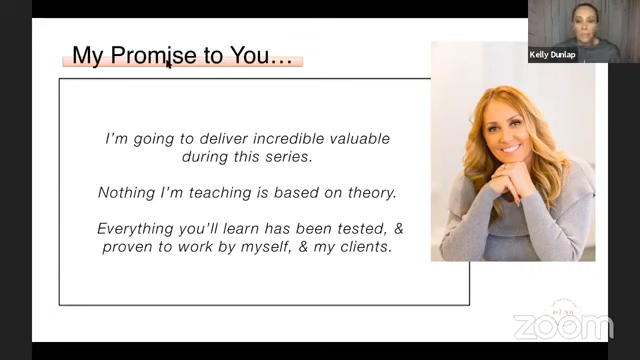 My Promise to You...
Kelly Dunlap
I'm going to deliver incredible valuable
during this series.
Nothing I'm teaching is based on theory.
Everything you'll learn has been tested, &
proven to work by myself, & my clients.
zoom